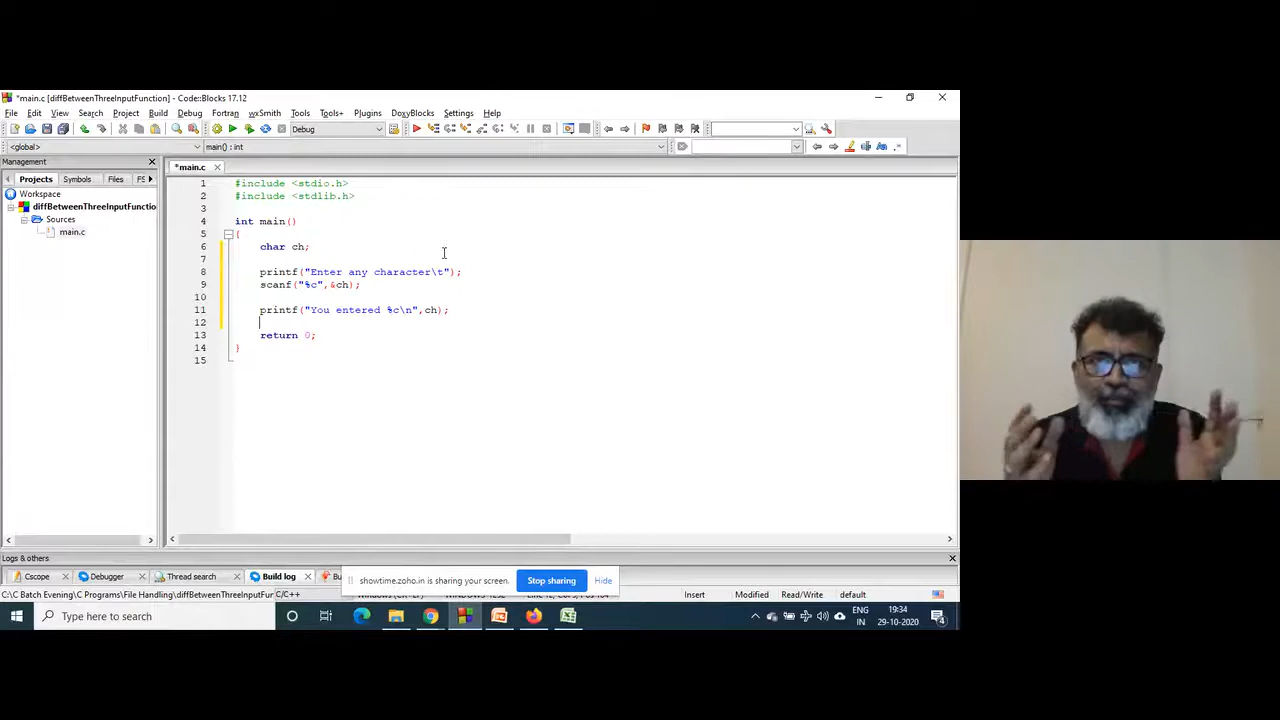 *main.c [diffBetweenThreeInputFunction] - Code::Blocks 17.12
File Edit View Search Project Build Debug Fortran wxSmith Tools Tools+ Plugins DoxyBlocks Settings Help
Debug
<global> main() : int
Management
*main.c
Projects Symbols Files FS
Workspace
diffBetweenThreeInputFunctio
Sources
main.c
1 #include <stdio.h>
2 #include <stdlib.h>
3
4 int main()
5 {
6 char ch;
7
8 printf("Enter any character\t");
9 scanf("%c",&ch);
10
11 printf("You entered %c\n",ch);
12
13 return 0;
14 }
15
Logs & others
Cscope Debugger Thread search Build log Bu
showtime.zoho.in is sharing your screen. Stop sharing Hide
C:\C Batch Evening\C Programs\File Handling\diffBetweenThreeInputFur C/C++ Insert Modified Read/Write default
Type here to search
ENG 19:34
IN 29-10-2020
4